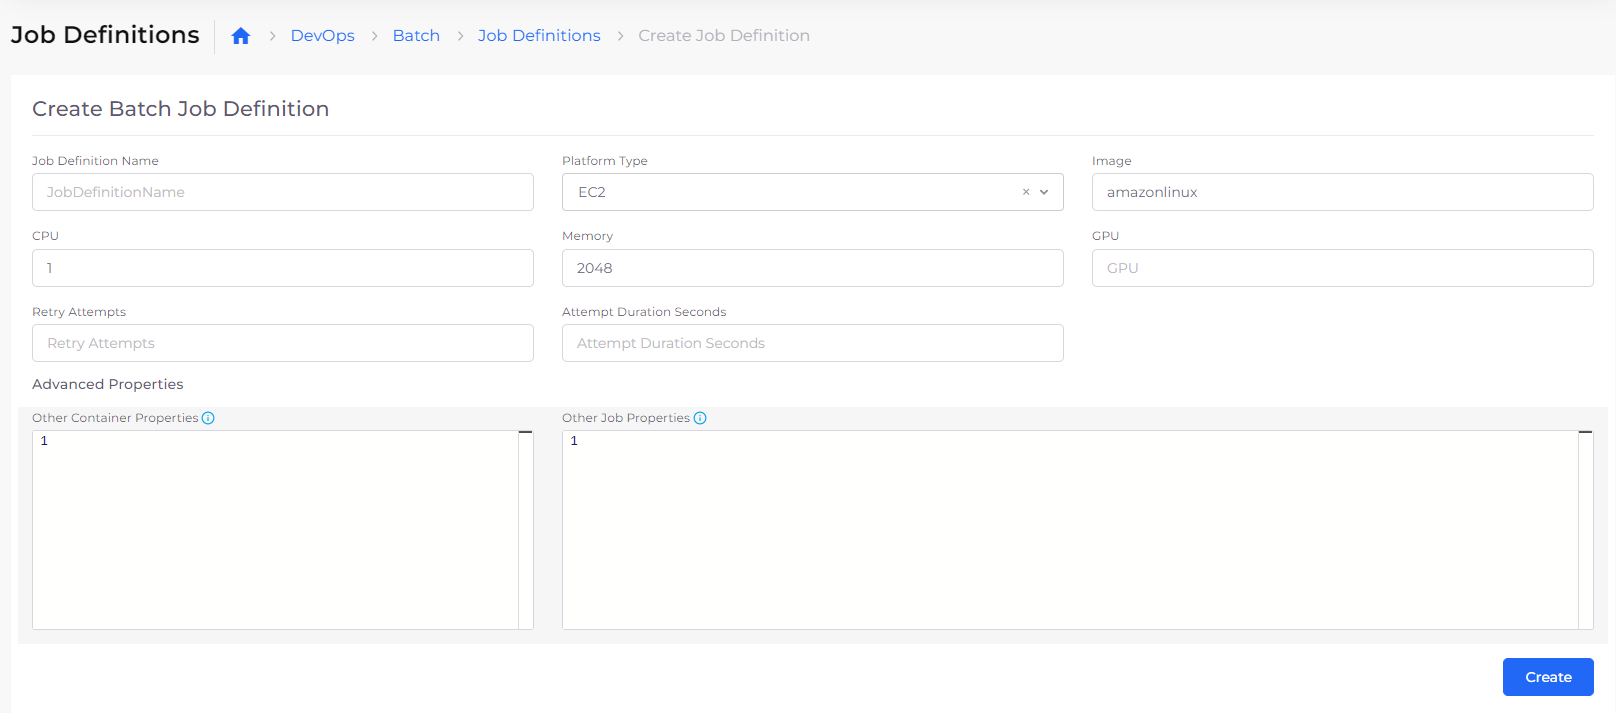 Job Definitions DevOps Batch Job Definitions Create Job Definition
Create Batch Job Definition
Job Definition Name Platform Type Image
JobDefinitionName EC2 × amazonlinux
CPU Memory GPU
1 2048 GPU
Retry Attempts Attempt Duration Seconds
Retry Attempts Attempt Duration Seconds
Advanced Properties
Other Container Properties Other Job Properties
1 1
Create